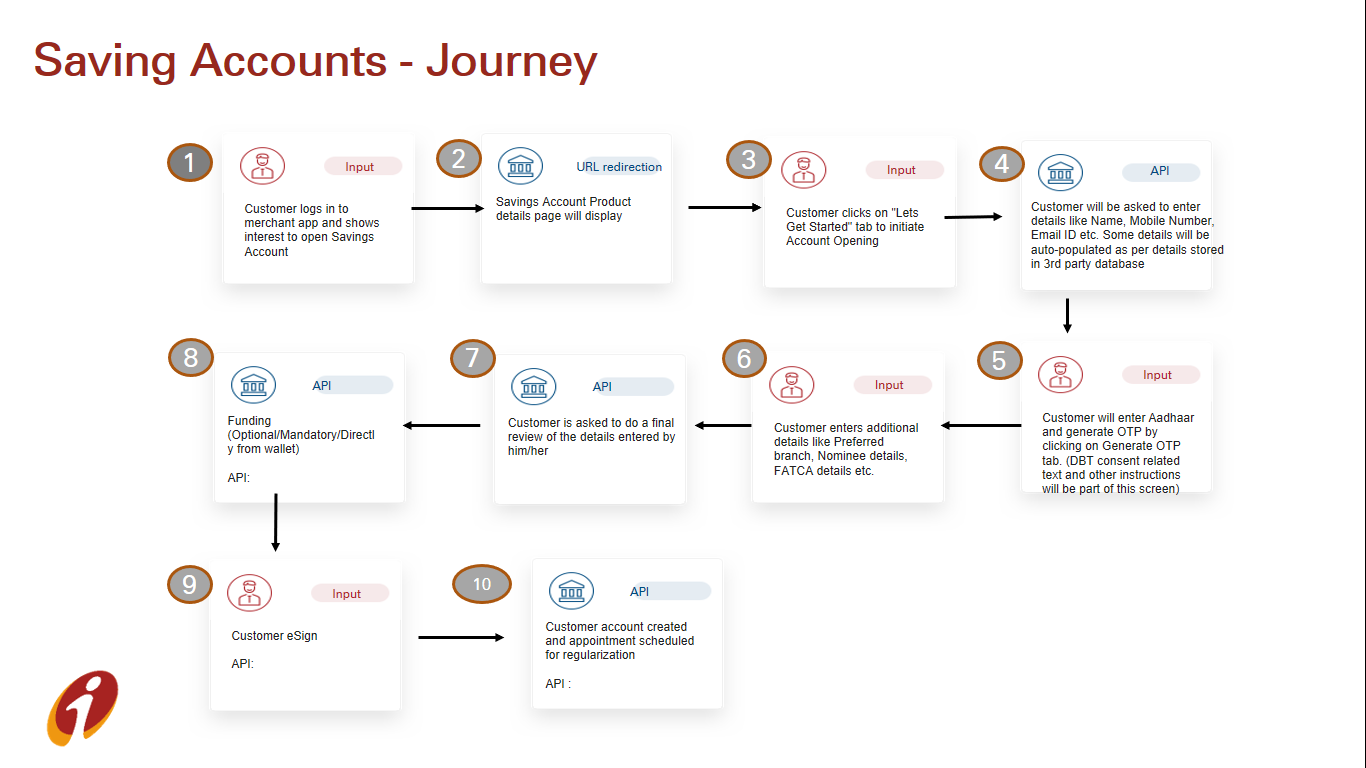 Saving Accounts - Journey
1
Input
Customer logs in to
merchant app and shows
interest to open Savings
Account
2
URL redirection
Savings Account Product
details page will display
3
Input
Customer clicks on "Lets
Get Started" tab to initiate
Account Opening
4
API
Customer will be asked to enter
details like Name, Mobile Number,
Email ID etc. Some details will be
auto-populated as per details stored
in 3rd party database
5
Input
Customer will enter Aadhaar
and generate OTP by
clicking on Generate OTP
tab. (DBT consent related
text and other instructions
will be part of this screen)
6
Input
Customer enters additional
details like Preferred
branch, Nominee details,
FATCA details etc.
7
API
Customer is asked to do a final
review of the details entered by
him/her
8
API
Funding
(Optional/Mandatory/Directl
y from wallet)
API:
9
Input
Customer eSign
API:
10
API
Customer account created
and appointment scheduled
for regularization
API :